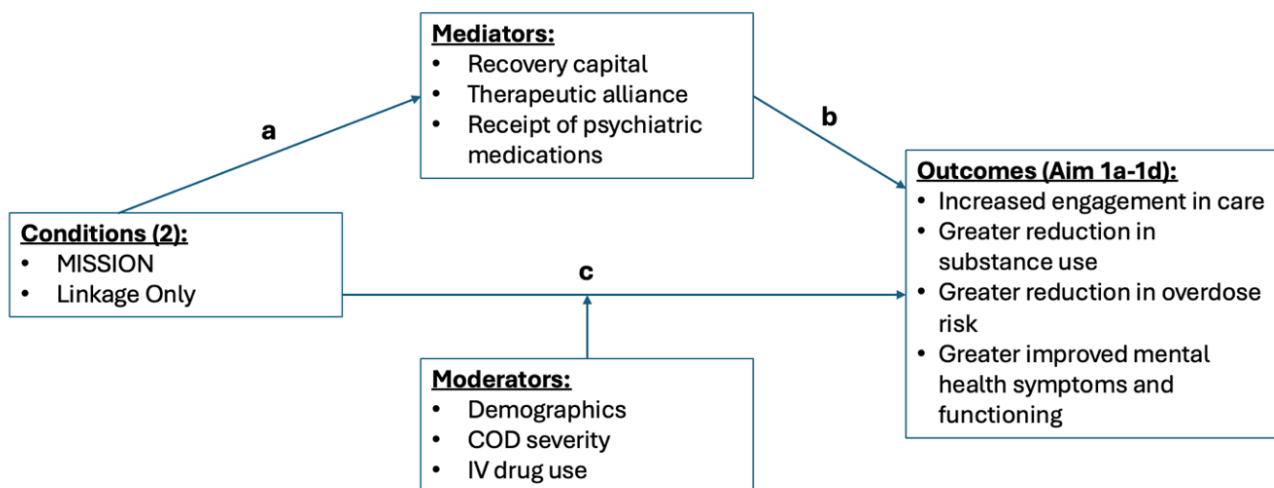 Mediators:
• Recovery capital
• Therapeutic alliance
• Receipt of psychiatric
medications
a
b
Conditions (2):
• MISSION
• Linkage Only
c
Outcomes (Aim 1a-1d):
• Increased engagement in care
• Greater reduction in
substance use
• Greater reduction in overdose
risk
• Greater improved mental
health symptoms and
functioning
Moderators:
• Demographics
• COD severity
• IV drug use